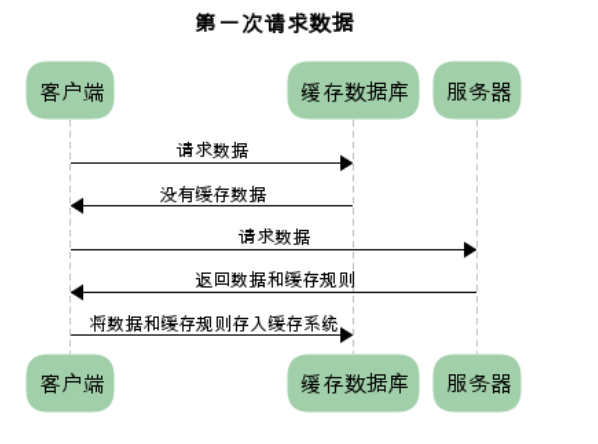 第一次请求数据
客户端
缓存数据库
服务器
请求数据
没有缓存数据
请求数据
返回数据和缓存规则
将数据和缓存规则存入缓存系统
客户端
缓存数据库
服务器